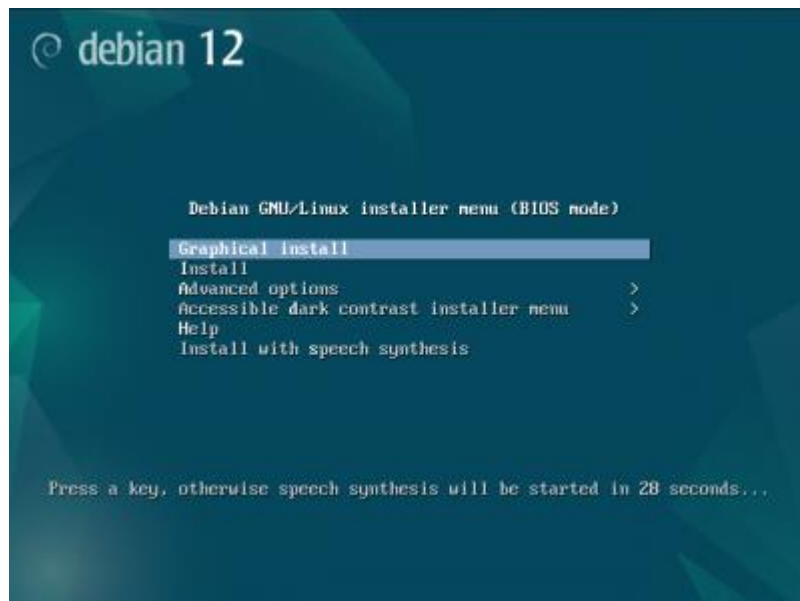 debian 12
Debian GNU/Linux installer menu (BIOS mode)
Graphical install
Install
Advanced options >
Accessible dark contrast installer menu >
Help
Install with speech synthesis
Press a key, otherwise speech synthesis will be started in 28 seconds...